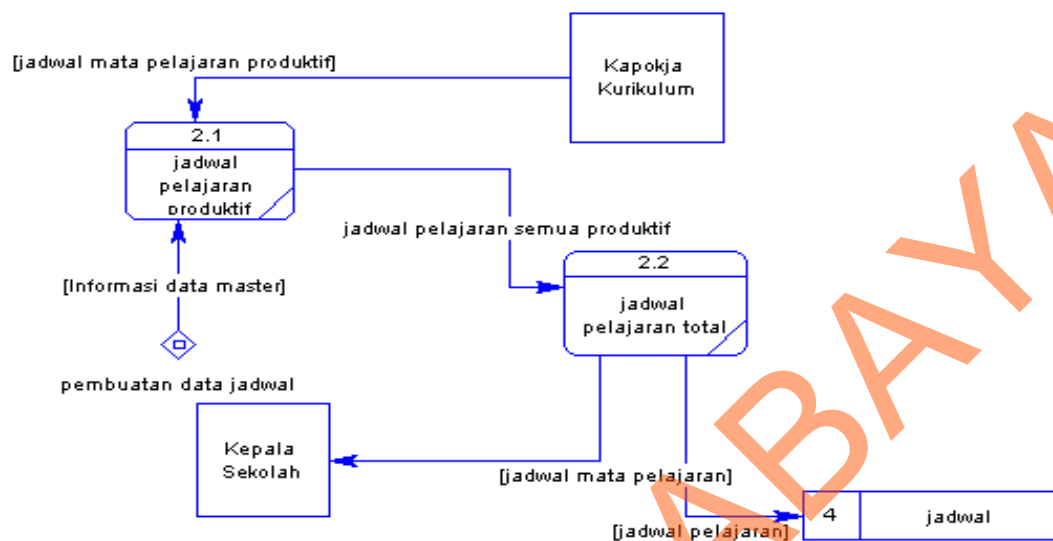 [jadwal mata pelajaran produktif]
Kapokja
Kurikulum
2.1
jadwal
pelajaran
produktif
jadwal pelajaran semua produktif
2.2
jadwal
pelajaran total
[Informasi data master]
pembuatan data jadwal
Kepala
Sekolah
[jadwal mata pelajaran]
4
jadwal
[jadwal pelajaran]
ABAYA